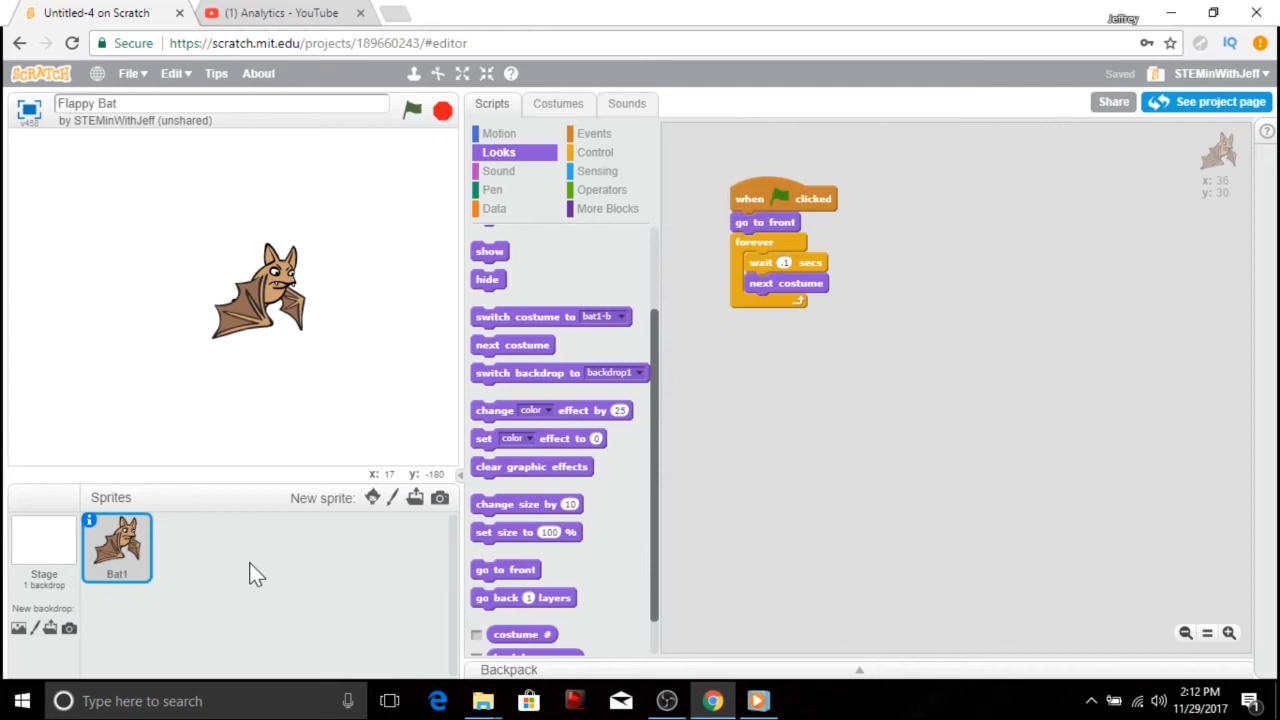 Untitled-4 on Scratch
(1) Analytics - YouTube
Jeffrey
Secure
https://scratch.mit.edu/projects/189660243/#editor
IQ
SCRATCH
File
Edit
Tips
About
Saved
STEMinWithJeff
v458
Flappy Bat
by STEMinWithJeff (unshared)
Scripts
Costumes
Sounds
Share
See project page
Motion
Events
Looks
Control
Sound
Sensing
Pen
Operators
Data
More Blocks
show
hide
switch costume to bat1-b
next costume
switch backdrop to backdrop1
change color effect by 25
set color effect to 0
clear graphic effects
change size by 10
set size to 100 %
go to front
go back 1 layers
costume #
when clicked
go to front
forever
wait .1 secs
next costume
x: 36
y: 30
x: 17 y: -180
Sprites
New sprite:
Stage
1 backdrop
New backdrop:
Bat1
Backpack
Type here to search
2:12 PM
11/29/2017
1